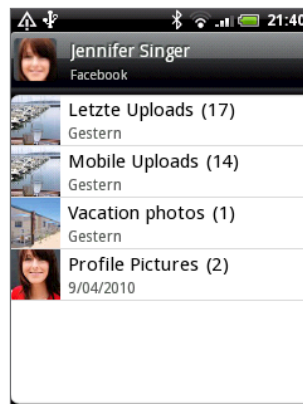 21:40
Jennifer Singer
Facebook
Letzte Uploads (17)
Gestern
Mobile Uploads (14)
Gestern
Vacation photos (1)
Gestern
Profile Pictures (2)
9/04/2010